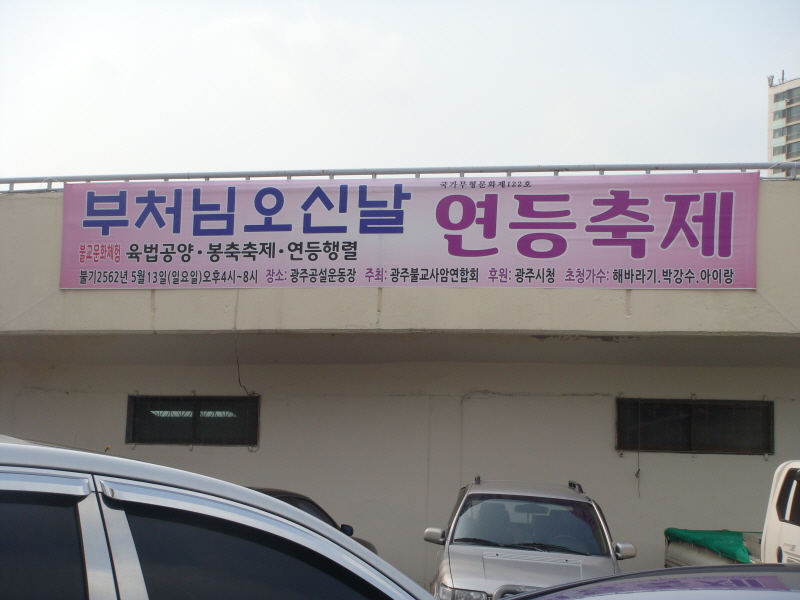 부처님오신날
국가무형문화제122호
연등축제
불교문화체험 육법공양·봉축축제·연등행렬
불기2562년 5월13일(일요일)오후4시~8시 장소: 광주공설운동장 주최: 광주불교사암연합회 후원: 광주시청 초청가수: 해바라기.박강수.아이랑